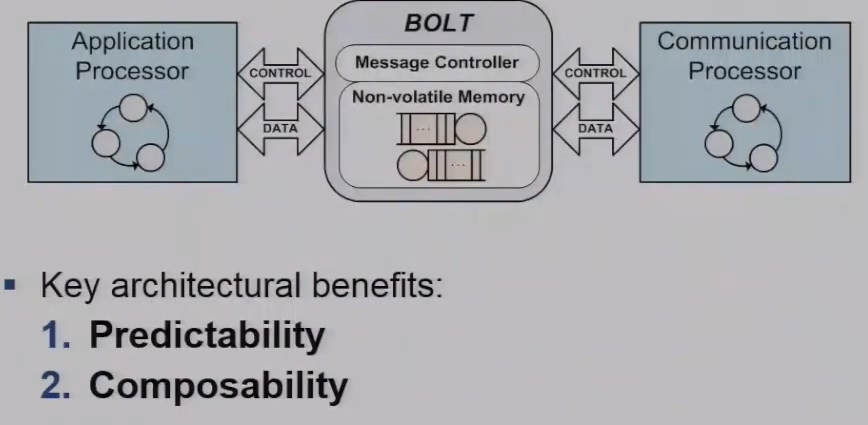 Application
Processor
CONTROL
DATA
BOLT
Message Controller
Non-volatile Memory
...
...
CONTROL
DATA
Communication
Processor
▪ Key architectural benefits:
1. Predictability
2. Composability